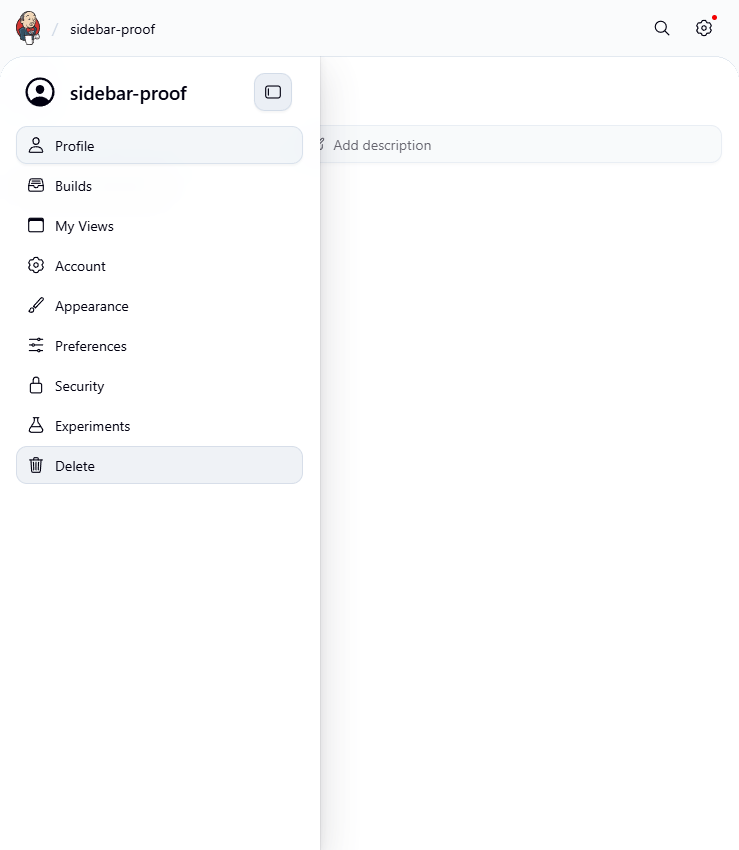 sidebar-proof
sidebar-proof
Profile
Add description
Builds
My Views
Account
Appearance
Preferences
Security
Experiments
Delete